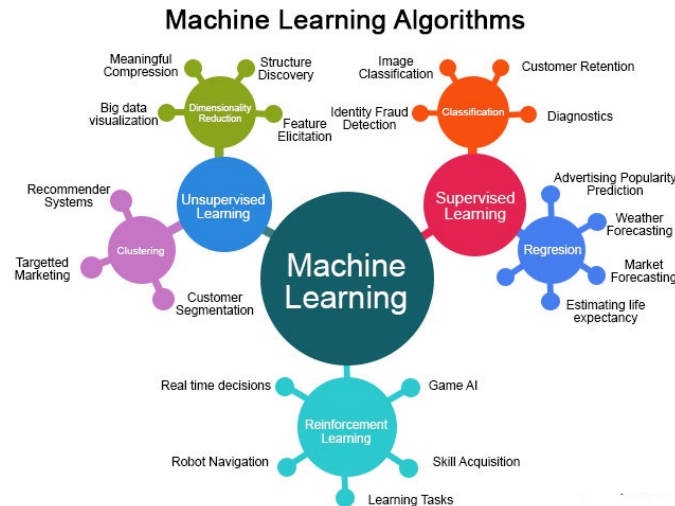 Machine Learning Algorithms
Meaningful
Compression
Structure
Discovery
Big data
visualization
Dimensionality
Reduction
Feature
Elicitation
Image
Classification
Customer Retention
Identity Fraud
Detection
Classification
Diagnostics
Recommender
Systems
Unsupervised
Learning
Clustering
Targetted
Marketing
Customer
Segmentation
Machine
Learning
Supervised
Learning
Advertising Popularity
Prediction
Weather
Forecasting
Regresion
Market
Forecasting
Estimating life
expectancy
Real time decisions
Game AI
Reinforcement
Learning
Robot Navigation
Skill Acquisition
Learning Tasks